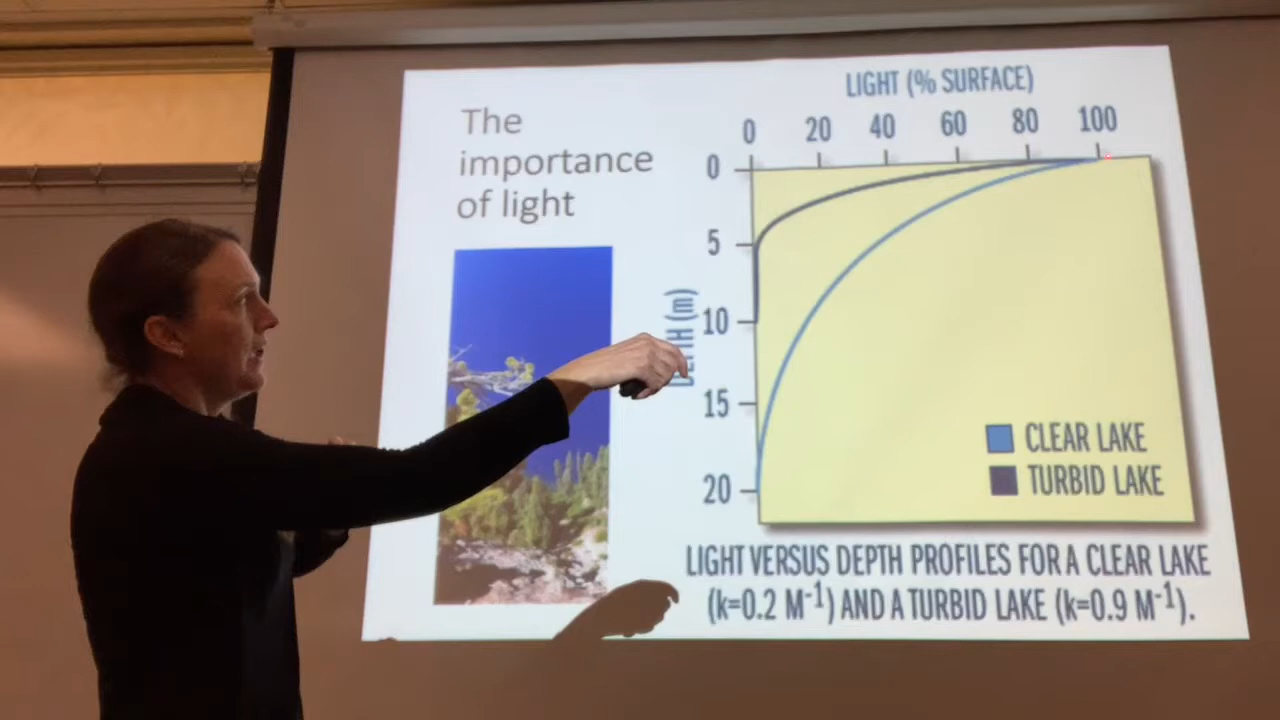 The
importance
of light
LIGHT (% SURFACE)
0 20 40 60 80 100
0
5
10
15
20
DEPTH (m)
CLEAR LAKE
TURBID LAKE
LIGHT VERSUS DEPTH PROFILES FOR A CLEAR LAKE
(k=0.2 M-1) AND A TURBID LAKE (k=0.9 M-1).